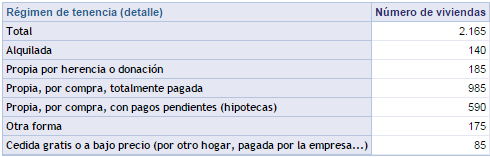 Régimen de tenencia (detalle) Número de viviendas
Total 2.165
Alquilada 140
Propia por herencia o donación 185
Propia, por compra, totalmente pagada 985
Propia, por compra, con pagos pendientes (hipotecas) 590
Otra forma 175
Cedida gratis o a bajo precio (por otro hogar, pagada por la empresa...) 85